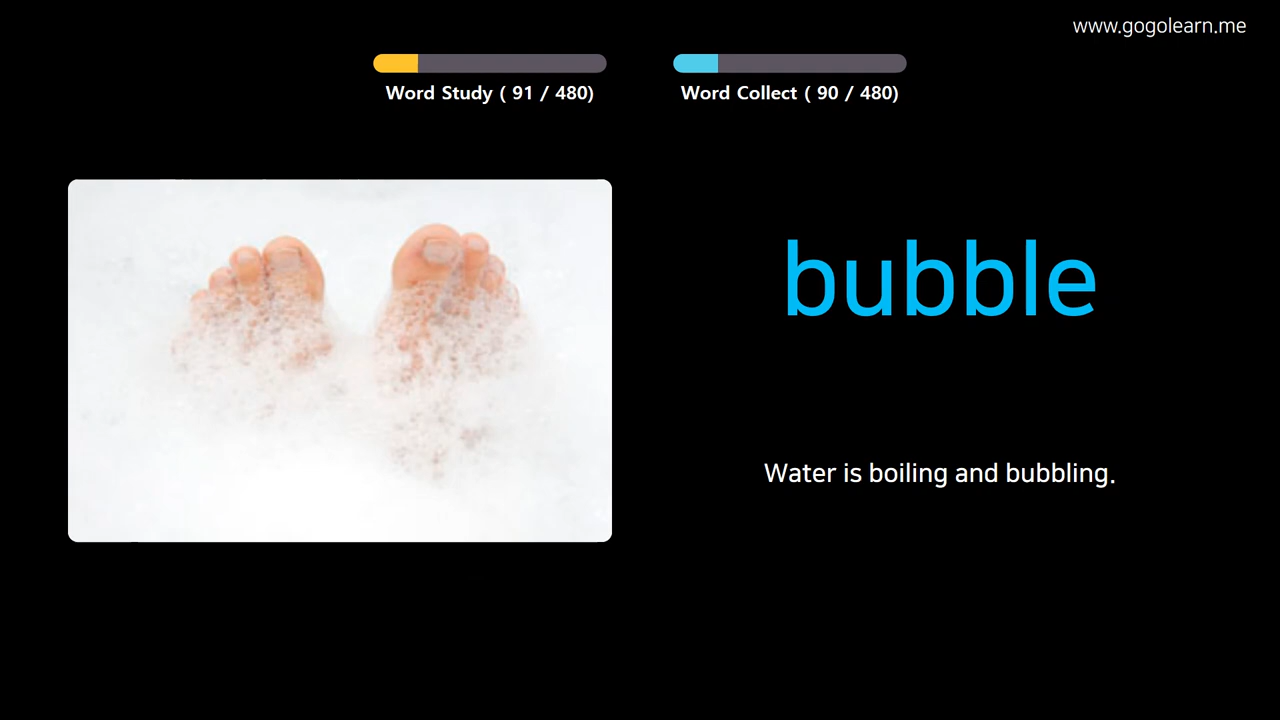 www.gogolearn.me
Word Study ( 91 / 480)
Word Collect ( 90 / 480)
bubble
Water is boiling and bubbling.